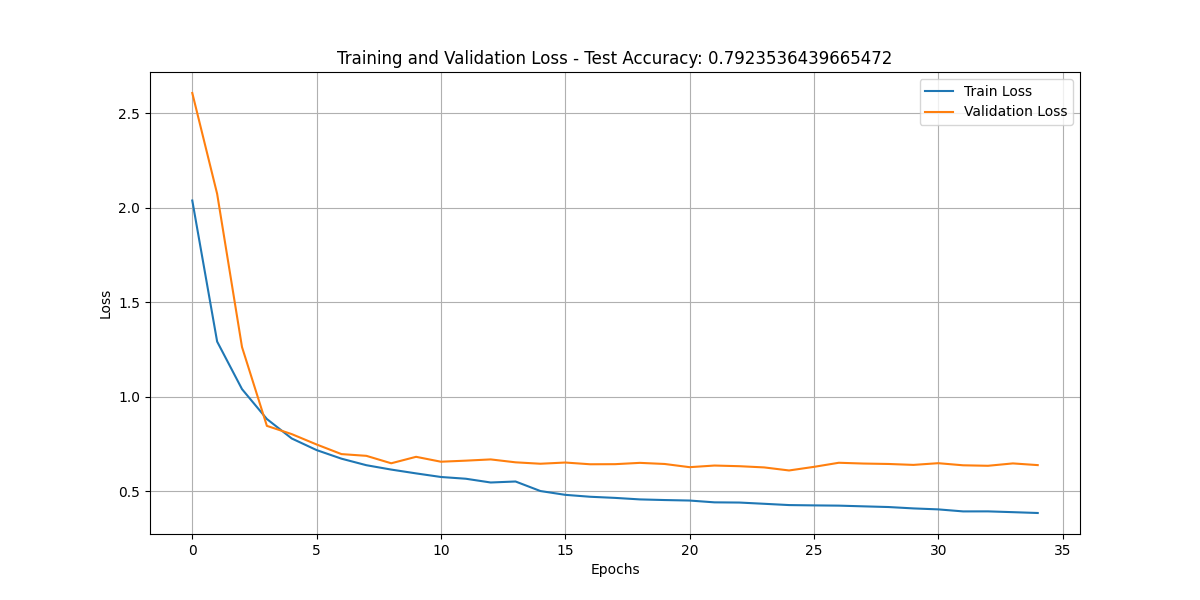 Training and Validation Loss - Test Accuracy: 0.7923536439665472
Train Loss
Validation Loss
2.5
2.0
1.5
1.0
0.5
Loss
0 5 10 15 20 25 30 35
Epochs